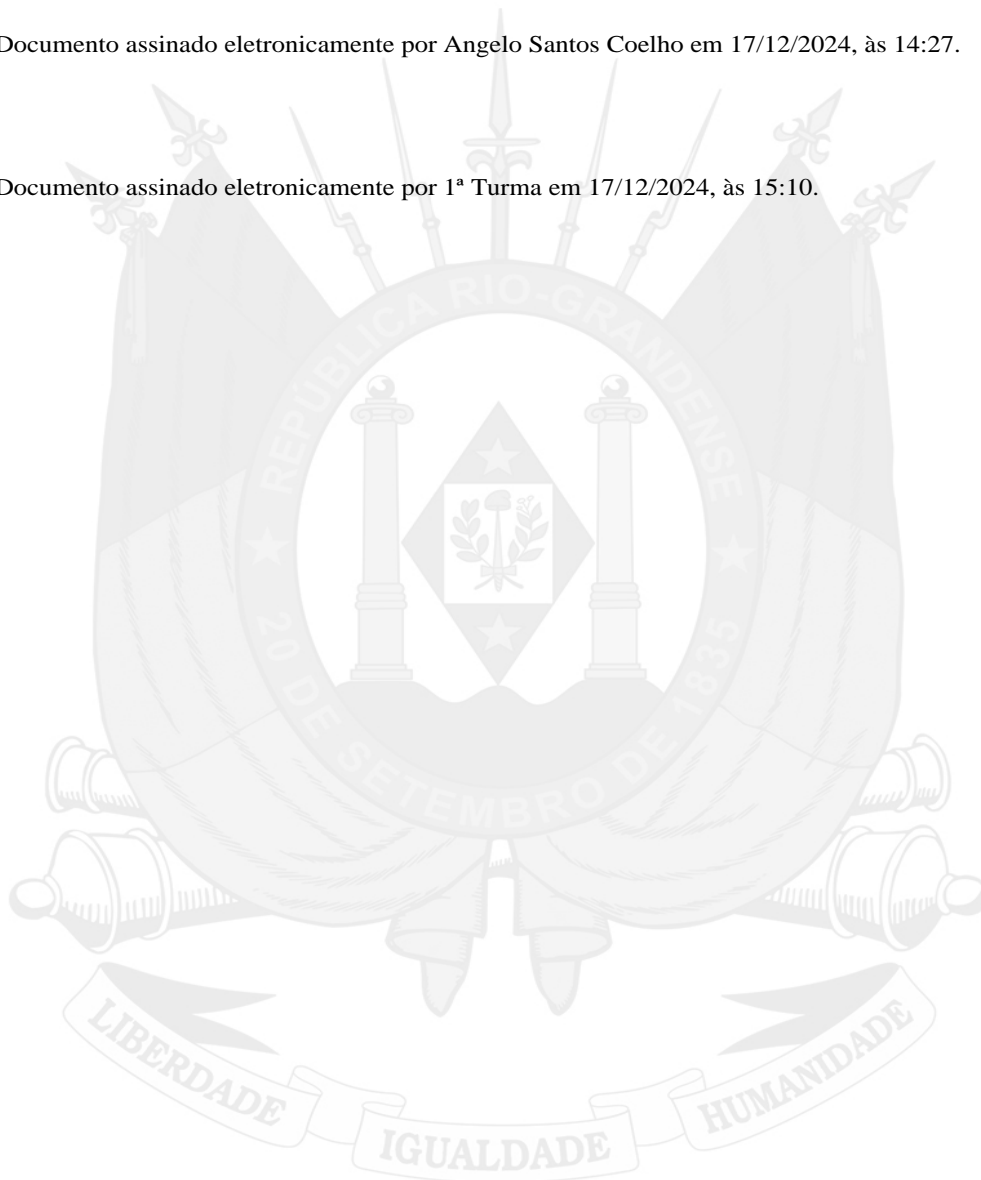 Documento assinado eletronicamente por Angelo Santos Coelho em 17/12/2024, às 14:27.
Documento assinado eletronicamente por 1ª Turma em 17/12/2024, às 15:10.
REPÚBLICA RIO-GRANDENSE
★ 20 DE SETEMBRO DE 1835 ★
LIBERDADE
IGUALDADE
HUMANIDADE